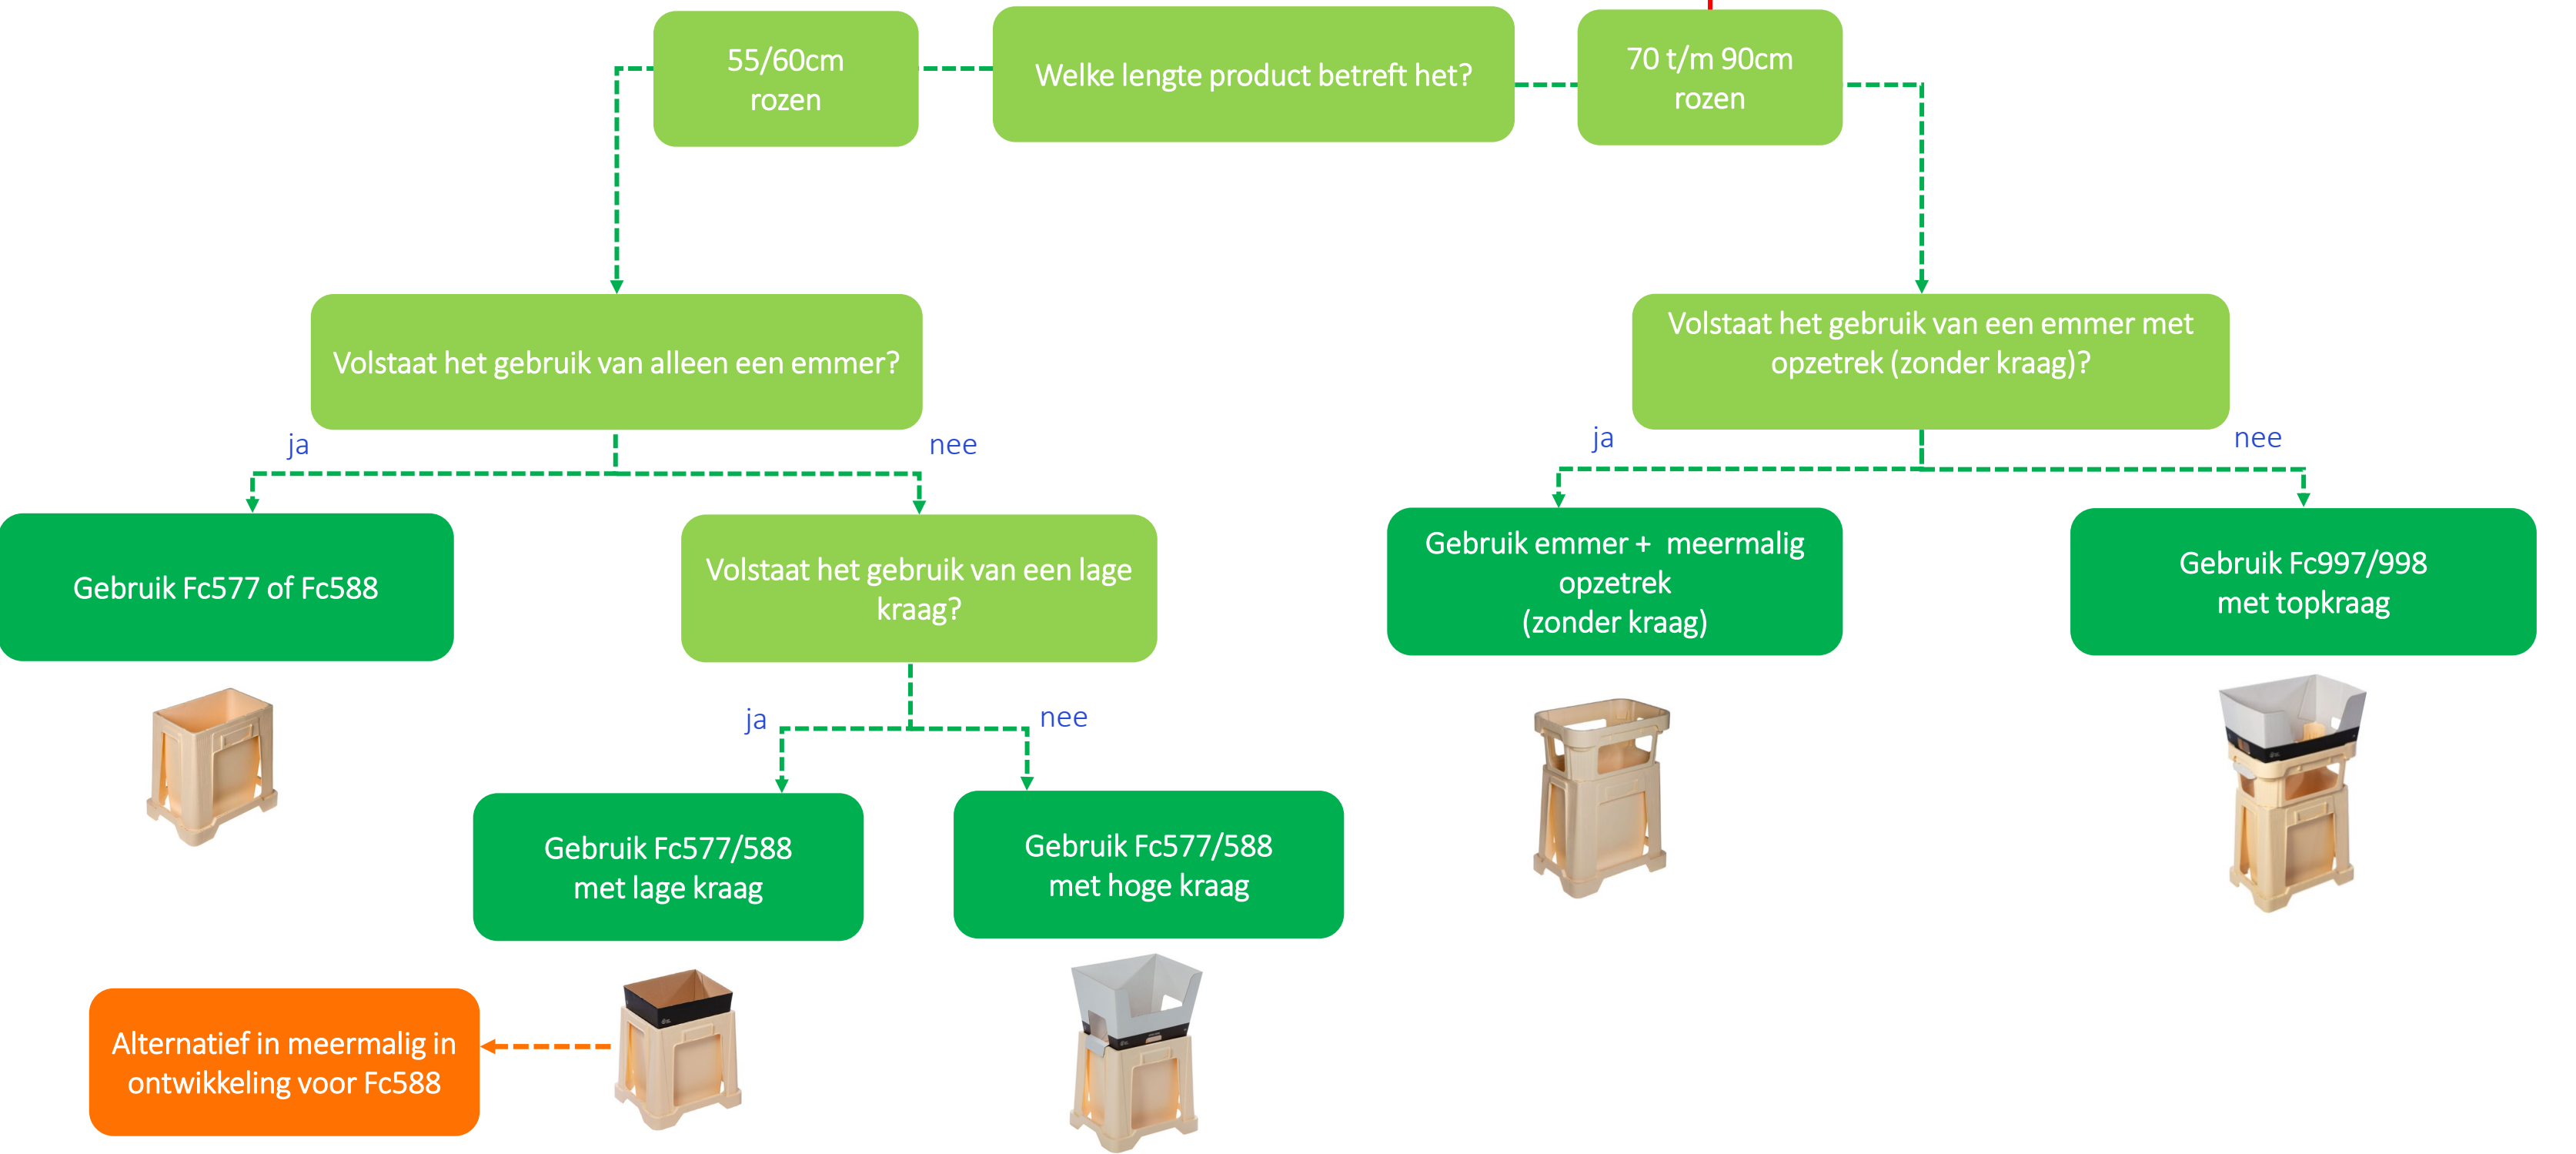 55/60cm
rozen
Welke lengte product betreft het?
70 t/m 90cm
rozen
Volstaat het gebruik van alleen een emmer?
Volstaat het gebruik van een emmer met
opzetrek (zonder kraag)?
ja
nee
ja
nee
Gebruik Fc577 of Fc588
Volstaat het gebruik van een lage
kraag?
Gebruik emmer + meermalig
opzetrek
(zonder kraag)
Gebruik Fc997/998
met topkraag
ja
nee
Gebruik Fc577/588
met lage kraag
Gebruik Fc577/588
met hoge kraag
Alternatief in meermalig in
ontwikkeling voor Fc588